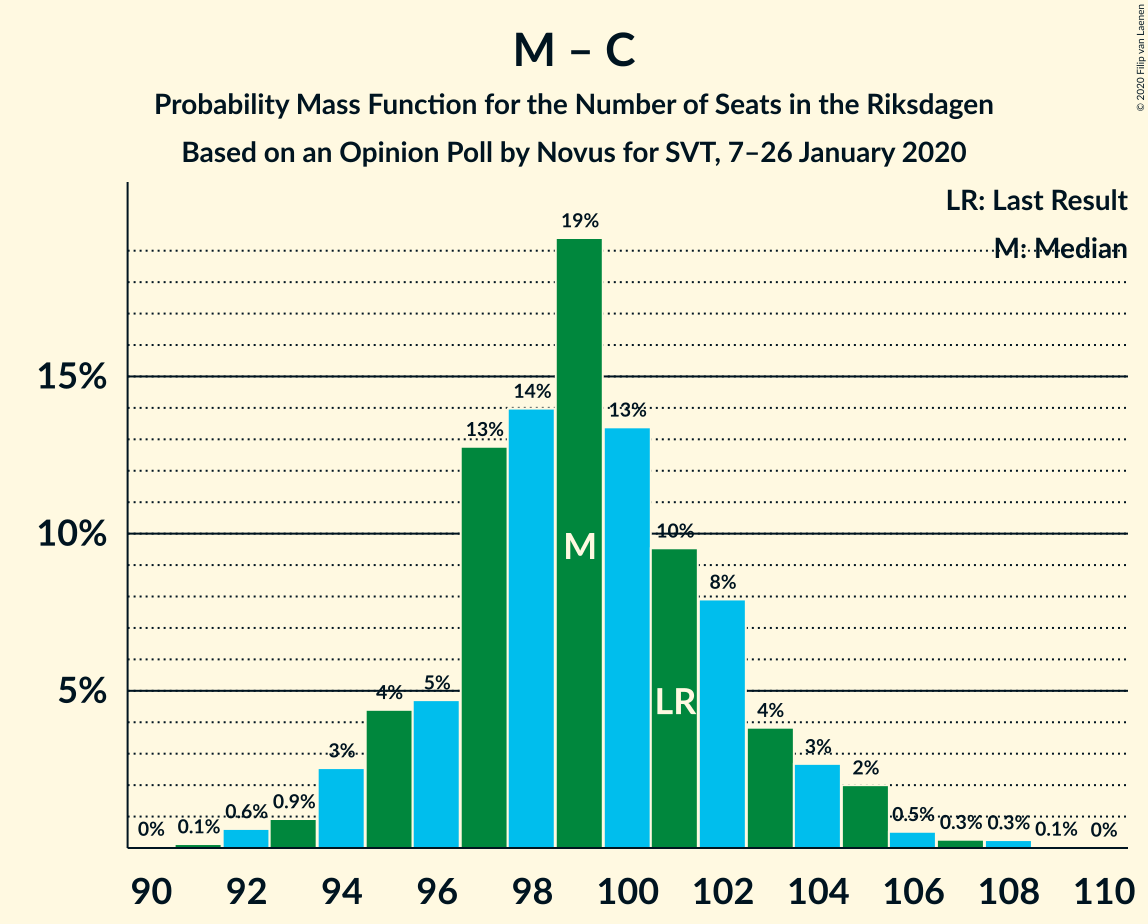 M – C
Probability Mass Function for the Number of Seats in the Riksdagen
Based on an Opinion Poll by Novus for SVT, 7–26 January 2020
© 2020 Filip van Laenen
LR: Last Result
M: Median
15%
10%
5%
0%
0.1%
0.6%
0.9%
3%
4%
5%
13%
14%
19%
13%
10%
8%
4%
3%
2%
0.5%
0.3%
0.3%
0.1%
0%
M
LR
90 92 94 96 98 100 102 104 106 108 110